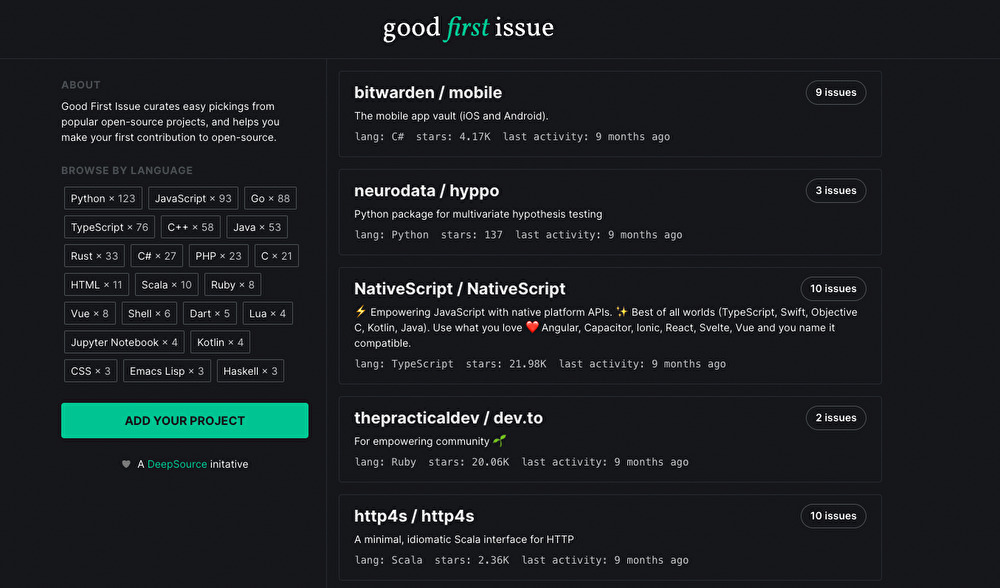 good first issue
ABOUT
Good First Issue curates easy pickings from
popular open-source projects, and helps you
make your first contribution to open-source.
BROWSE BY LANGUAGE
Python × 123
JavaScript × 93
Go × 88
TypeScript × 76
C++ × 58
Java × 53
Rust × 33
C# × 27
PHP × 23
C × 21
HTML × 11
Scala × 10
Ruby × 8
Vue × 8
Shell × 6
Dart × 5
Lua × 4
Jupyter Notebook × 4
Kotlin × 4
CSS × 3
Emacs Lisp × 3
Haskell × 3
ADD YOUR PROJECT
A DeepSource initative
bitwarden / mobile
9 issues
The mobile app vault (iOS and Android).
lang: C# stars: 4.17K last activity: 9 months ago
neurodata / hyppo
3 issues
Python package for multivariate hypothesis testing
lang: Python stars: 137 last activity: 9 months ago
NativeScript / NativeScript
10 issues
⚡ Empowering JavaScript with native platform APIs. ✨ Best of all worlds (TypeScript, Swift, Objective
C, Kotlin, Java). Use what you love ❤️ Angular, Capacitor, Ionic, React, Svelte, Vue and you name it
compatible.
lang: TypeScript stars: 21.98K last activity: 9 months ago
thepracticaldev / dev.to
2 issues
For empowering community 🌱
lang: Ruby stars: 20.06K last activity: 9 months ago
http4s / http4s
10 issues
A minimal, idiomatic Scala interface for HTTP
lang: Scala stars: 2.36K last activity: 9 months ago